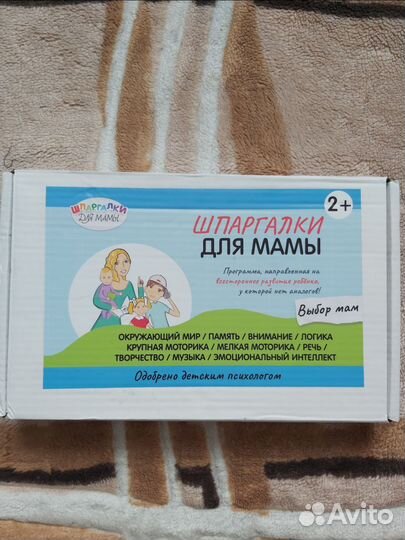 ШПАРГАЛКИ
ДЛЯ МАМЫ
2+
ШПАРГАЛКИ
ДЛЯ МАМЫ
Программа, направленная на
всестороннее развитие ребёнка,
у которой нет аналогов!
Выбор мам
ОКРУЖАЮЩИЙ МИР / ПАМЯТЬ / ВНИМАНИЕ / ЛОГИКА
КРУПНАЯ МОТОРИКА / МЕЛКАЯ МОТОРИКА / РЕЧЬ /
ТВОРЧЕСТВО / МУЗЫКА / ЭМОЦИОНАЛЬНЫЙ ИНТЕЛЛЕКТ
Одобрено детским психологом
Avito